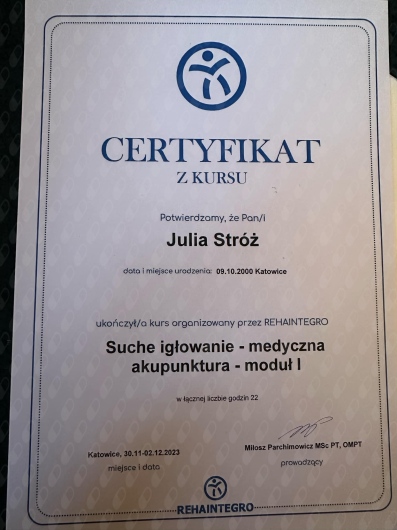 CERTYFIKAT
Z KURSU
Potwierdzamy, że Pan/i
Julia Stróż
data i miejsce urodzenia: 09.10.2000 Katowice
ukończył/a kurs organizowany przez REHAINTEGRO
Suche igłowanie - medyczna
akupunktura - moduł I
w łącznej liczbie godzin 22
Katowice, 30.11-02.12.2023
miejsce i data
Miłosz Parchimowicz MSc PT, OMPT
prowadzący
REHAINTEGRO